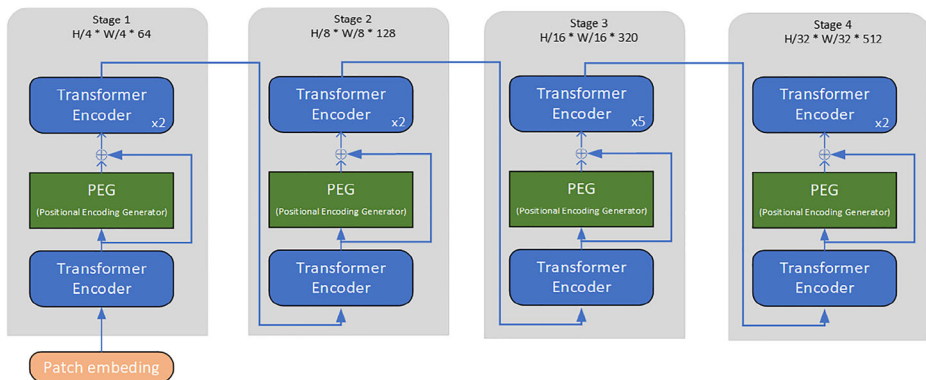 Stage 1
H/4 * W/4 * 64
Transformer
Encoder
x2
PEG
(Positional Encoding Generator)
Transformer
Encoder
Patch embeding
Stage 2
H/8 * W/8 * 128
Transformer
Encoder
x2
PEG
(Positional Encoding Generator)
Transformer
Encoder
Stage 3
H/16 * W/16 * 320
Transformer
Encoder
x5
PEG
(Positional Encoding Generator)
Transformer
Encoder
Stage 4
H/32 * W/32 * 512
Transformer
Encoder
x2
PEG
(Positional Encoding Generator)
Transformer
Encoder